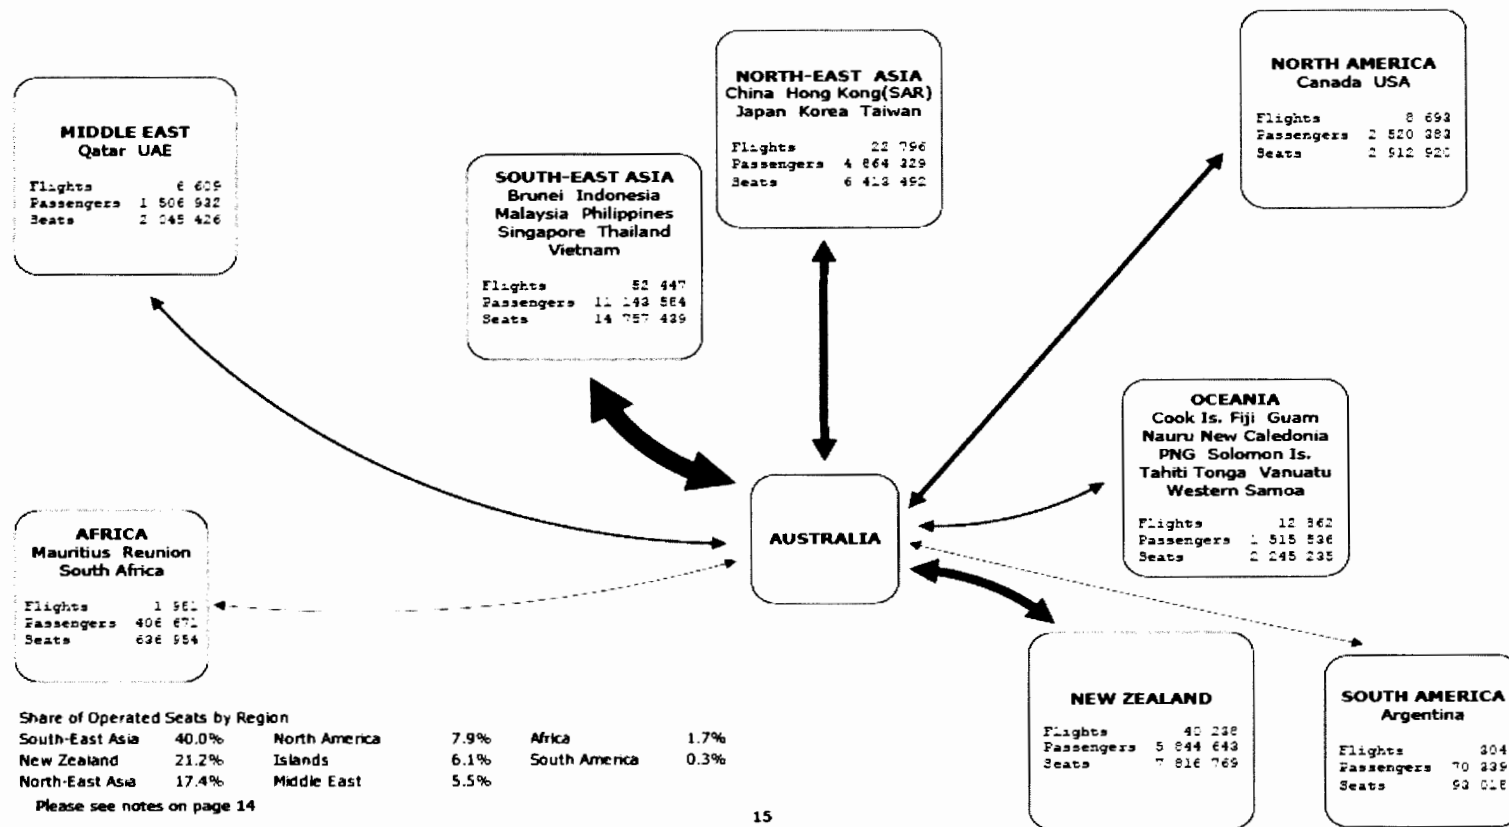 MIDDLE EAST
Qatar UAE
Flights 6 609
Passengers 1 506 932
Seats 2 045 426
SOUTH-EAST ASIA
Brunei Indonesia
Malaysia Philippines
Singapore Thailand
Vietnam
Flights 52 447
Passengers 11 143 564
Seats 14 757 439
NORTH-EAST ASIA
China Hong Kong(SAR)
Japan Korea Taiwan
Flights 22 796
Passengers 4 864 329
Seats 6 413 492
NORTH AMERICA
Canada USA
Flights 8 693
Passengers 2 520 383
Seats 2 912 920
OCEANIA
Cook Is. Fiji Guam
Nauru New Caledonia
PNG Solomon Is.
Tahiti Tonga Vanuatu
Western Samoa
Flights
Passengers 1 515 536
Seats 2 245 235
AUSTRALIA
AFRICA
Mauritius Reunion
South Africa
Flights
Passengers 406 671
Seats 636 954
NEW ZEALAND
Flights 40 238
Passengers 5 844 643
Seats 7 816 769
SOUTH AMERICA
Argentina
Flights 304
Passengers 70 339
Seats
Share of Operated Seats by Region
South-East Asia 40.0% North America 7.9% Africa 1.7%
New Zealand 21.2% Islands 6.1% South America 0.3%
North-East Asia 17.4% Middle East 5.5%
Please see notes on page 14
15